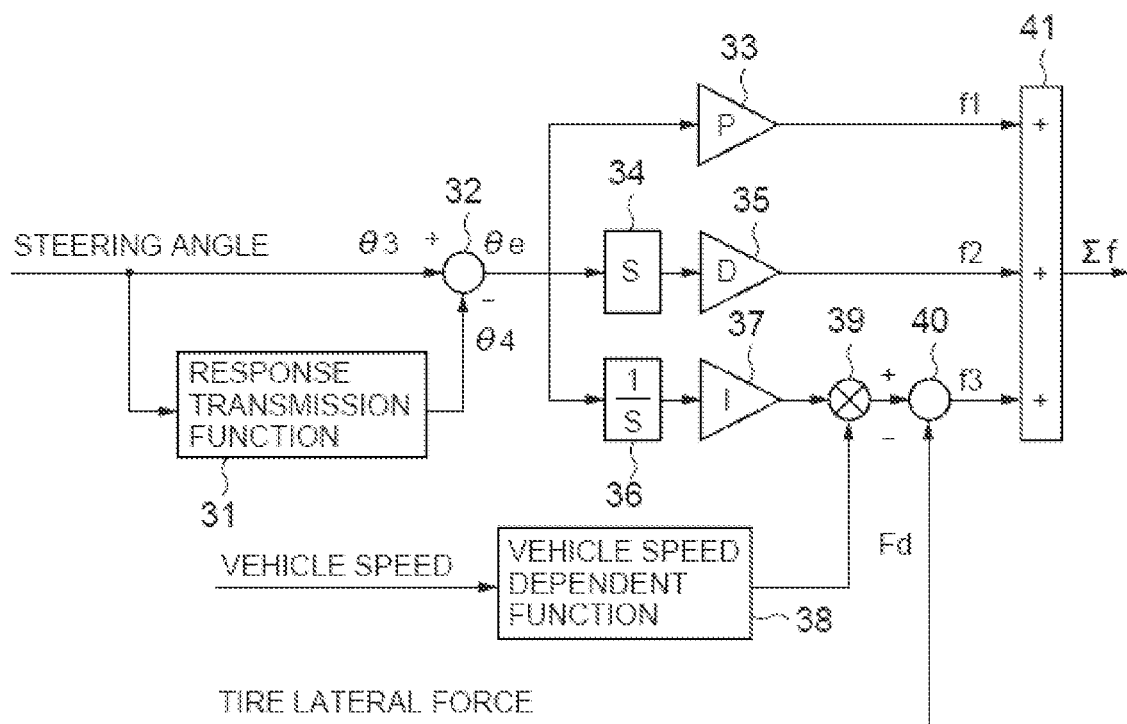 41
33
P
f1
+
34
35
32
STEERING ANGLE
θ3
+
θe
S
D
f2
+
Σf
−
θ4
37
39
40
RESPONSE
TRANSMISSION
FUNCTION
1
S
I
+
−
f3
+
31
36
Fd
VEHICLE SPEED
VEHICLE SPEED
DEPENDENT
FUNCTION
38
TIRE LATERAL FORCE